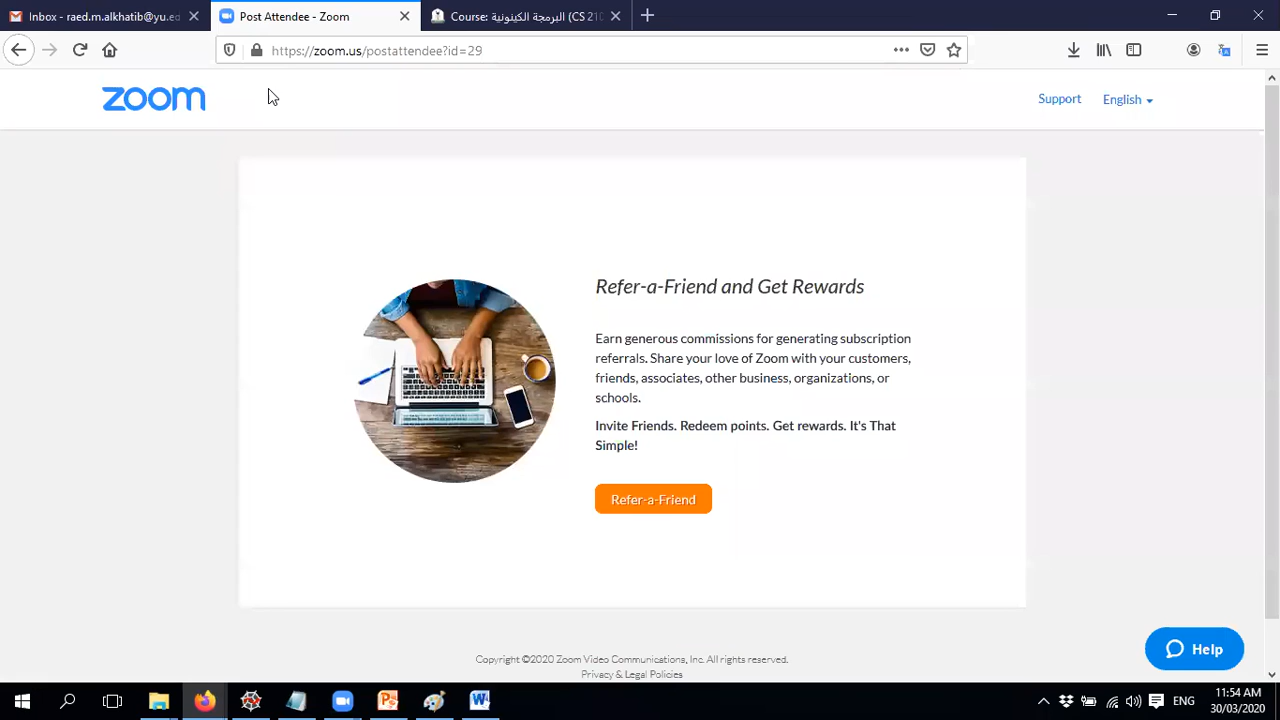 Inbox - raed.m.alkhatib@yu.ed
Post Attendee - Zoom
Course: البرمجة الكينونية (CS 210
https://zoom.us/postattendee?id=29
zoom
Support
English
Refer-a-Friend and Get Rewards
Earn generous commissions for generating subscription
referrals. Share your love of Zoom with your customers,
friends, associates, other business, organizations, or
schools.
Invite Friends. Redeem points. Get rewards. It's That
Simple!
Refer-a-Friend
Help
Copyright ©2020 Zoom Video Communications, Inc. All rights reserved.
Privacy & Legal Policies
ENG
11:54 AM
30/03/2020